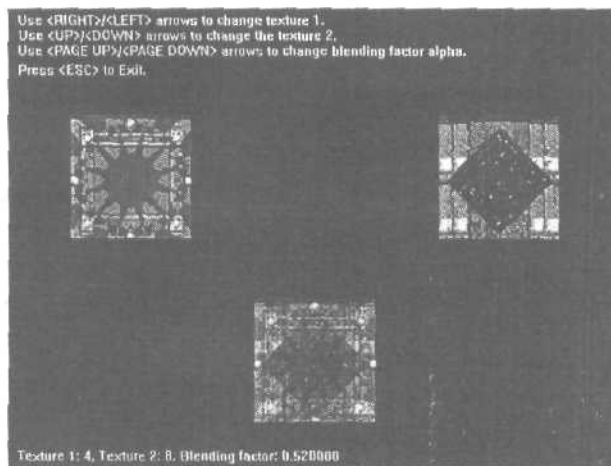 Use <RIGHT>/<LEFT> arrows to change texture 1.
Use <UP>/<DOWN> arrows to change the texture 2.
Use <PAGE UP>/<PAGE DOWN> arrows to change blending factor alpha.
Press <ESC> to Exit.
Texture 1: 4, Texture 2: 8. Blending factor: 0.520000